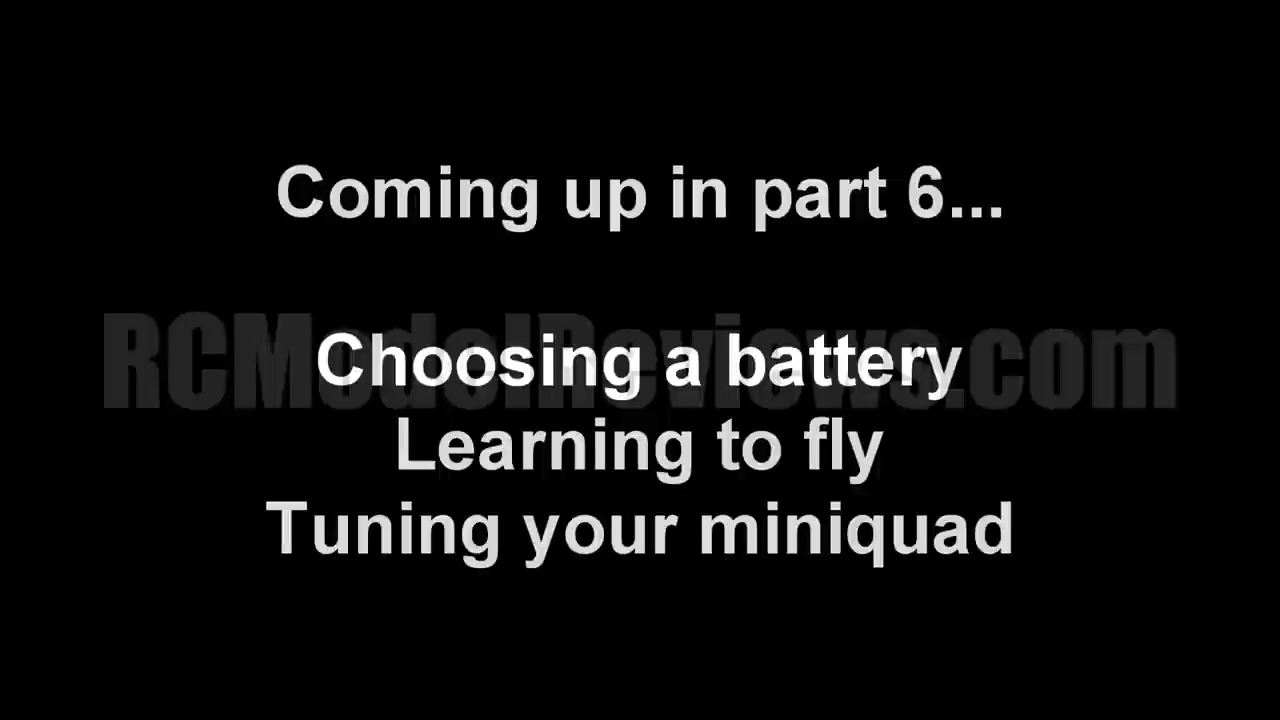 Coming up in part 6...
RCModelReviews.com
Choosing a battery
Learning to fly
Tuning your miniquad